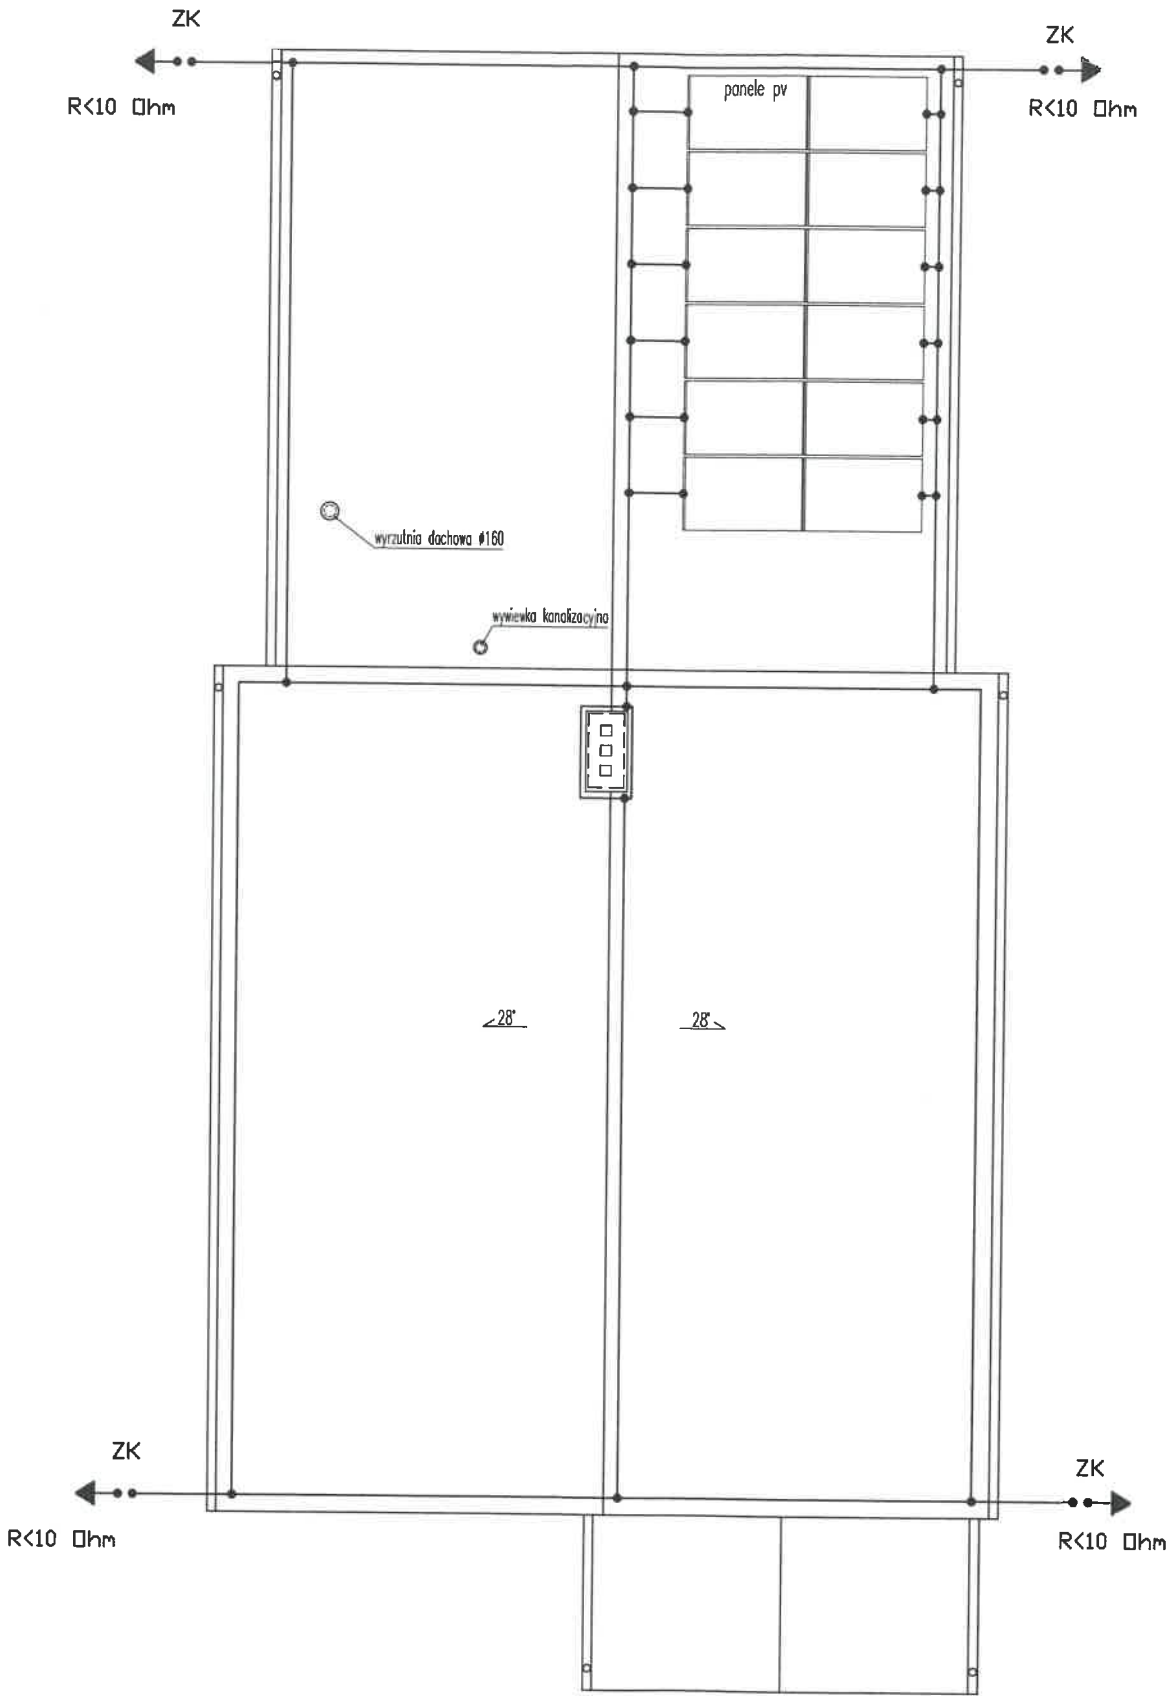 ZK
ZK
R<10 Ohm
R<10 Ohm
panele pv
wyrzutnia dachowa ø160
wywiewka kanalizacyjna
28°
28°
ZK
ZK
R<10 Ohm
R<10 Ohm